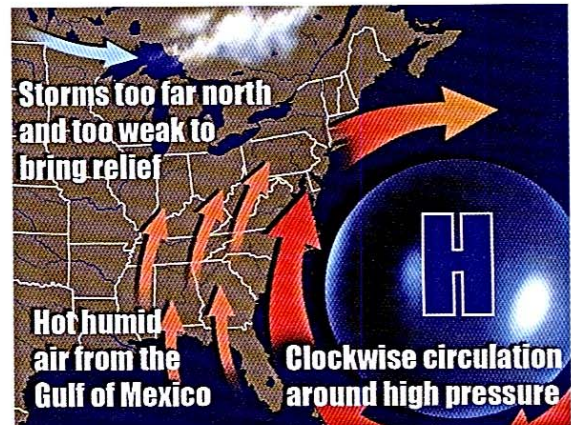 Storms too far north
and too weak to
bring relief
H
Hot humid
air from the
Gulf of Mexico
Clockwise circulation
around high pressure